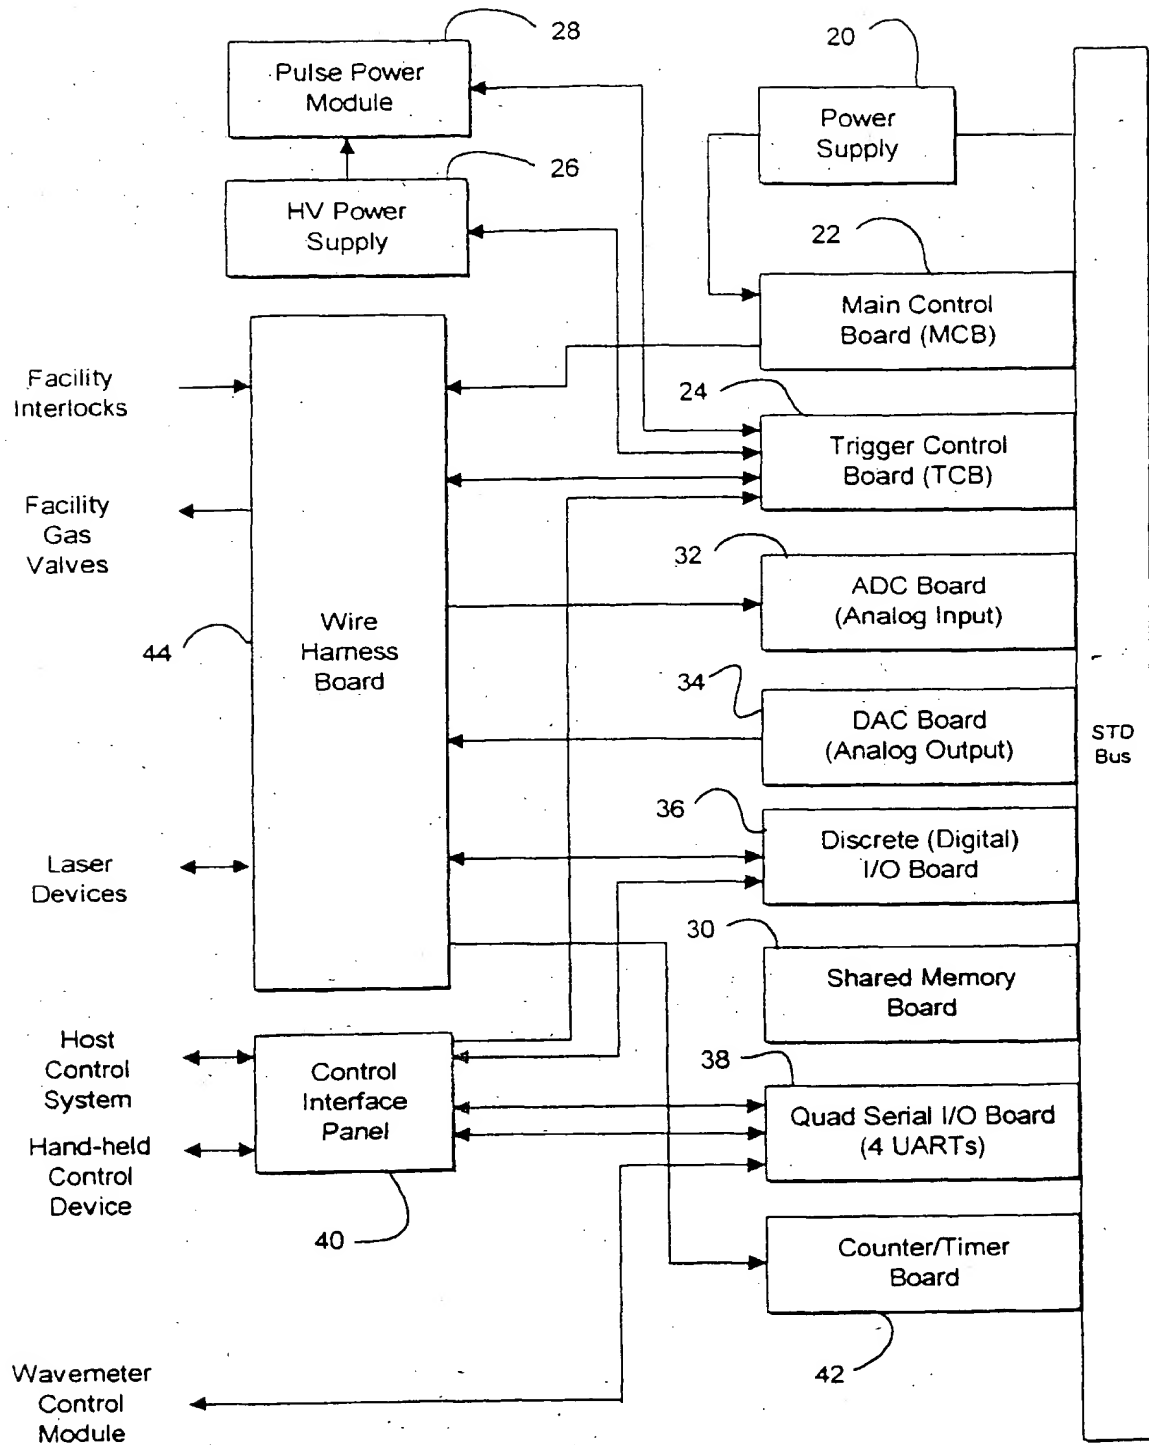 28
Pulse Power
Module
20
Power
Supply
26
HV Power
Supply
22
Main Control
Board (MCB)
Facility
Interlocks
24
Trigger Control
Board (TCB)
Facility
Gas
Valves
32
ADC Board
(Analog Input)
Wire
Harness
Board
44
34
DAC Board
(Analog Output)
STD
Bus
36
Discrete (Digital)
I/O Board
Laser
Devices
30
Shared Memory
Board
Host
Control
System
Control
Interface
Panel
38
Quad Serial I/O Board
(4 UARTs)
Hand-held
Control
Device
40
Counter/Timer
Board
42
Wavemeter
Control
Module